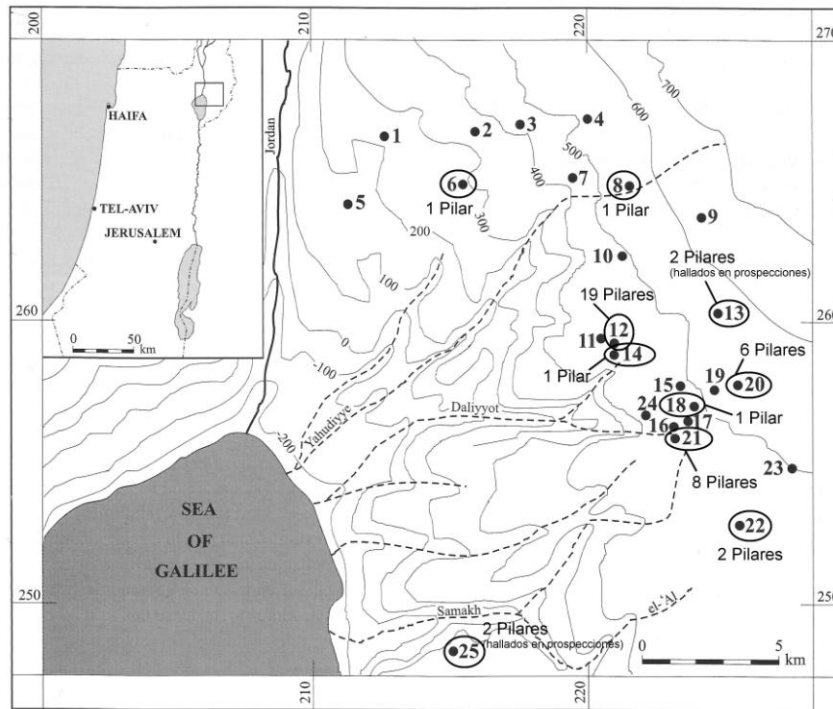 200
210
220
270
HAIFA
TEL-AVIV
JERUSALEM
0 50
km
Jordan
700
600
500
400
300
200
100
0
-100
-200
1
2
3
4
5
6
1 Pilar
7
8
1 Pilar
9
10
2 Pilares
(hallados en prospecciones)
13
260
260
19 Pilares
11
12
14
1 Pilar
6 Pilares
15
19
20
24
18
1 Pilar
16
17
21
8 Pilares
23
22
2 Pilares
Yahudiyye
Daliyyot
SEA
OF
GALILEE
250
250
Samakh
el-'Al
2 Pilares
(hallados en prospecciones)
25
0 5
km
210
220